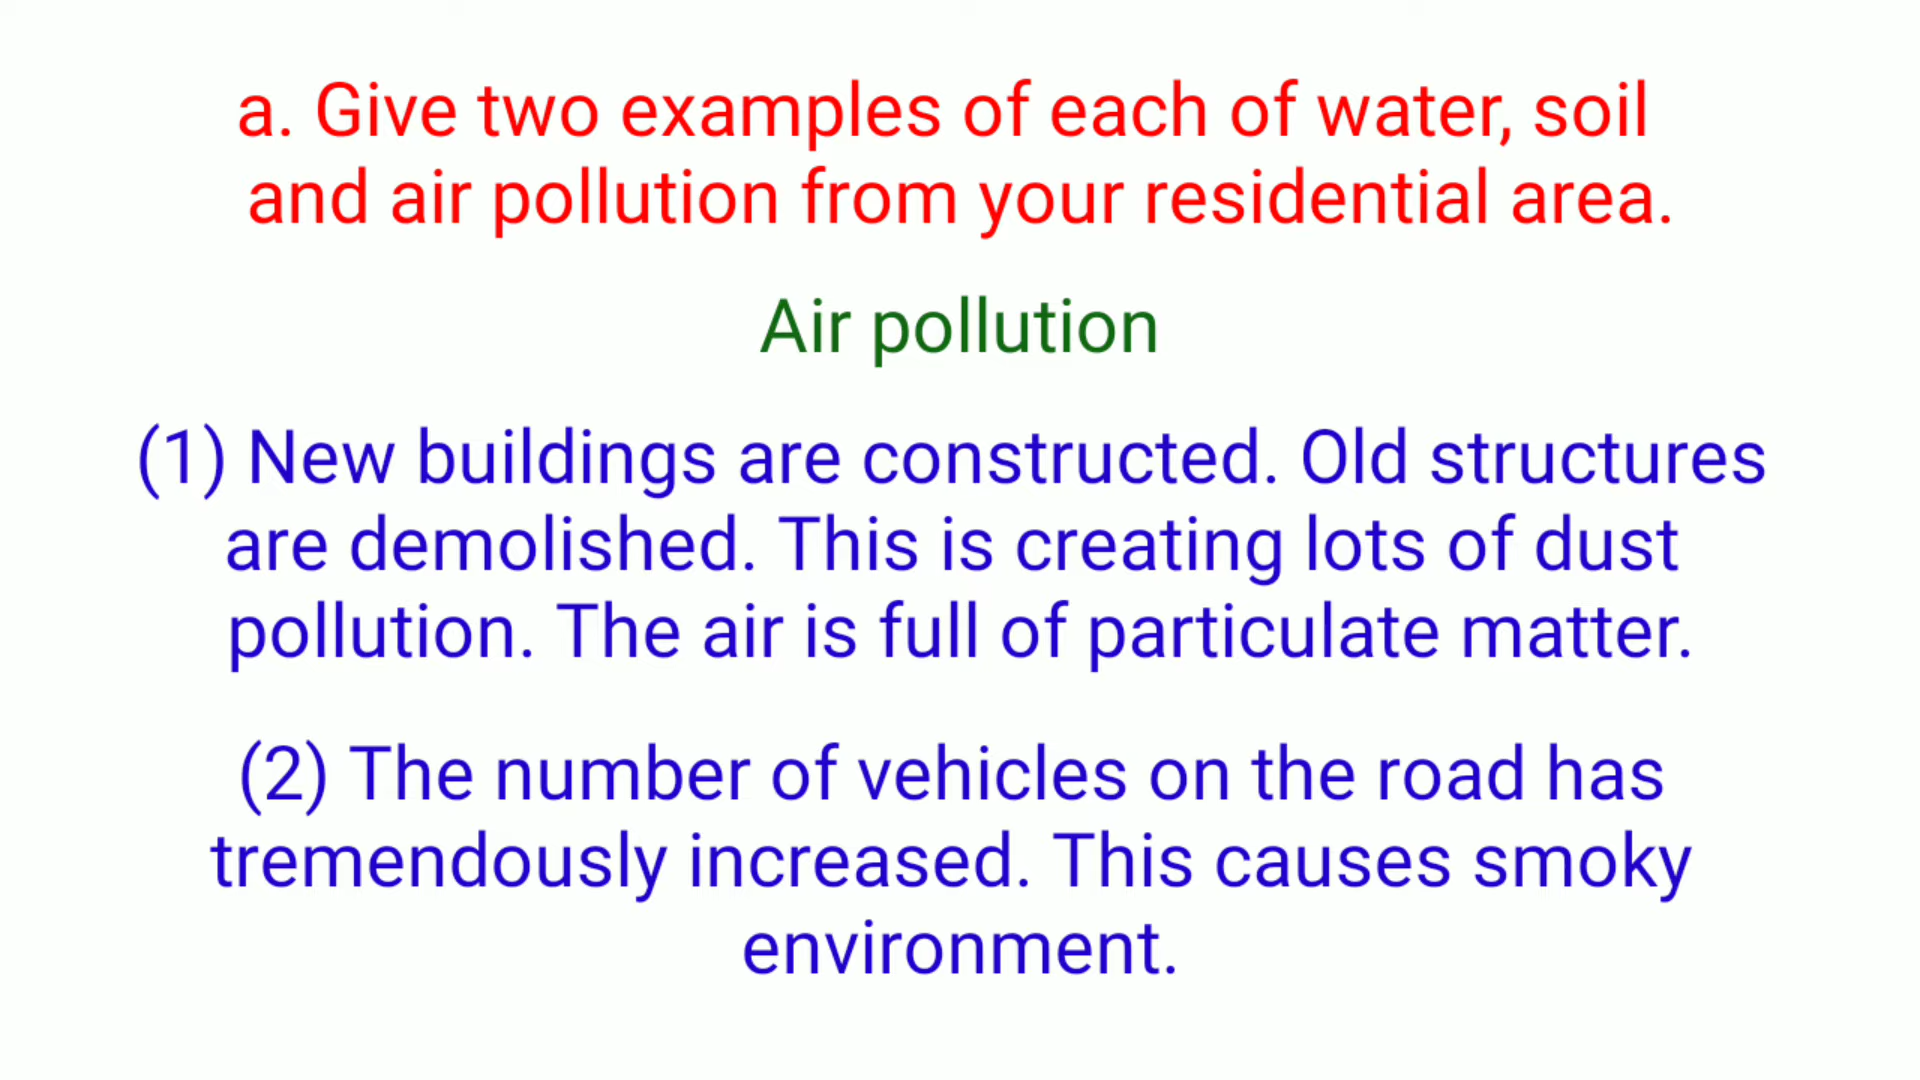 a. Give two examples of each of water, soil
and air pollution from your residential area.
Air pollution
(1) New buildings are constructed. Old structures
are demolished. This is creating lots of dust
pollution. The air is full of particulate matter.
(2) The number of vehicles on the road has
tremendously increased. This causes smoky
environment.